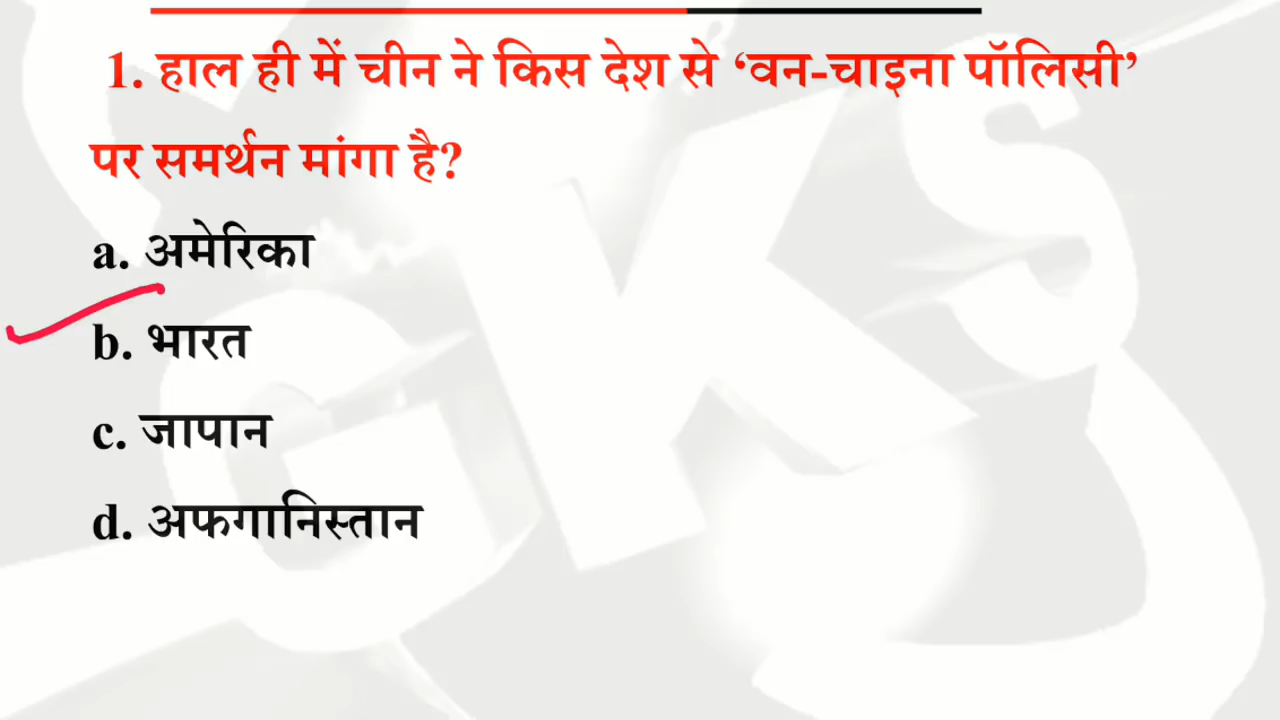 1. हाल ही में चीन ने किस देश से ‘वन-चाइना पॉलिसी’
पर समर्थन मांगा है?
a. अमेरिका
b. भारत
c. जापान
d. अफगानिस्तान